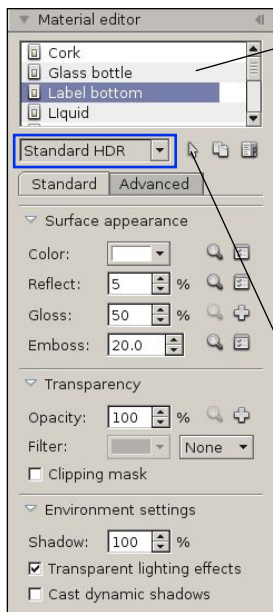 Material editor
Cork
Glass bottle
Label bottom
LIquid
Standard HDR
Standard Advanced
Surface appearance
Color:
Reflect: 5 %
Gloss: 50 %
Emboss: 20.0
Transparency
Opacity: 100 %
Filter: None
Clipping mask
Environment settings
Shadow: 100 %
Transparent lighting effects
Cast dynamic shadows